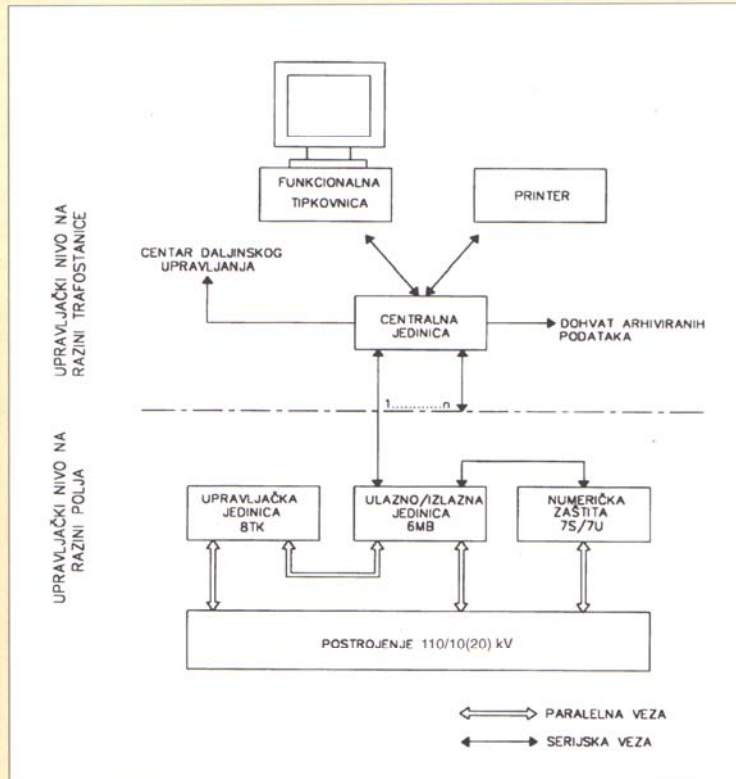 FUNKCIONALNA
TIPKOVNICA
PRINTER
UPRAVLJAČKI NIVO NA
RAZINI TRAFOSTANICE
CENTAR DALJINSKOG
UPRAVLJANJA
CENTRALNA
JEDINICA
DOHVAT ARHIVIRANIH
PODATAKA
1............n
UPRAVLJAČKI NIVO NA
RAZINI POLJA
UPRAVLJAČKA
JEDINICA
8TK
ULAZNO/IZLAZNA
JEDINICA
6MB
NUMERIČKA
ZAŠTITA
7S/7U
POSTROJENJE 110/10(20) kV
PARALELNA VEZA
SERIJSKA VEZA